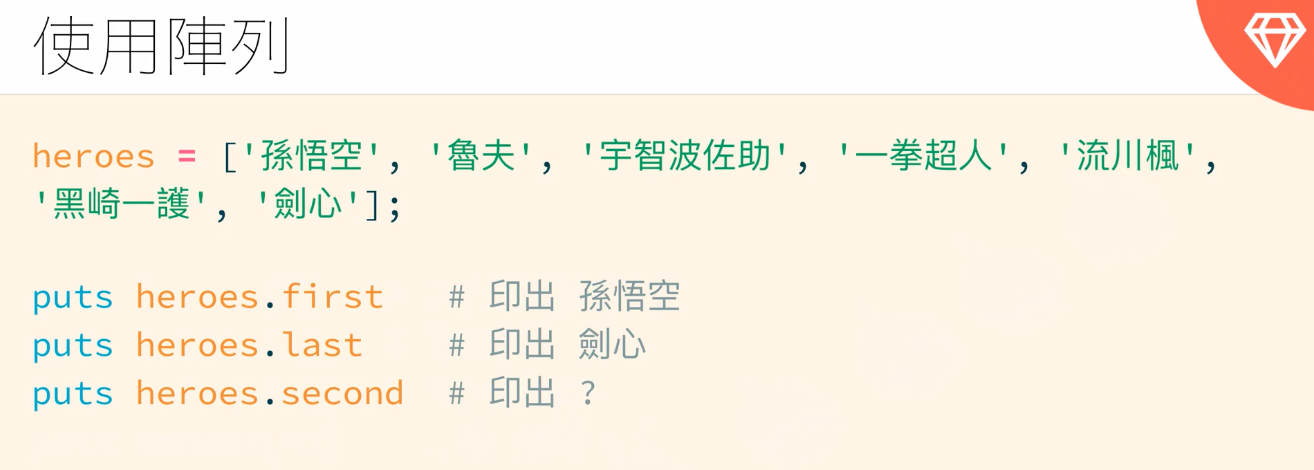 使用陣列
heroes = ['孫悟空', '魯夫', '宇智波佐助', '一拳超人', '流川楓',
'黑崎一護', '劍心'];
puts heroes.first # 印出 孫悟空
puts heroes.last # 印出 劍心
puts heroes.second # 印出 ？